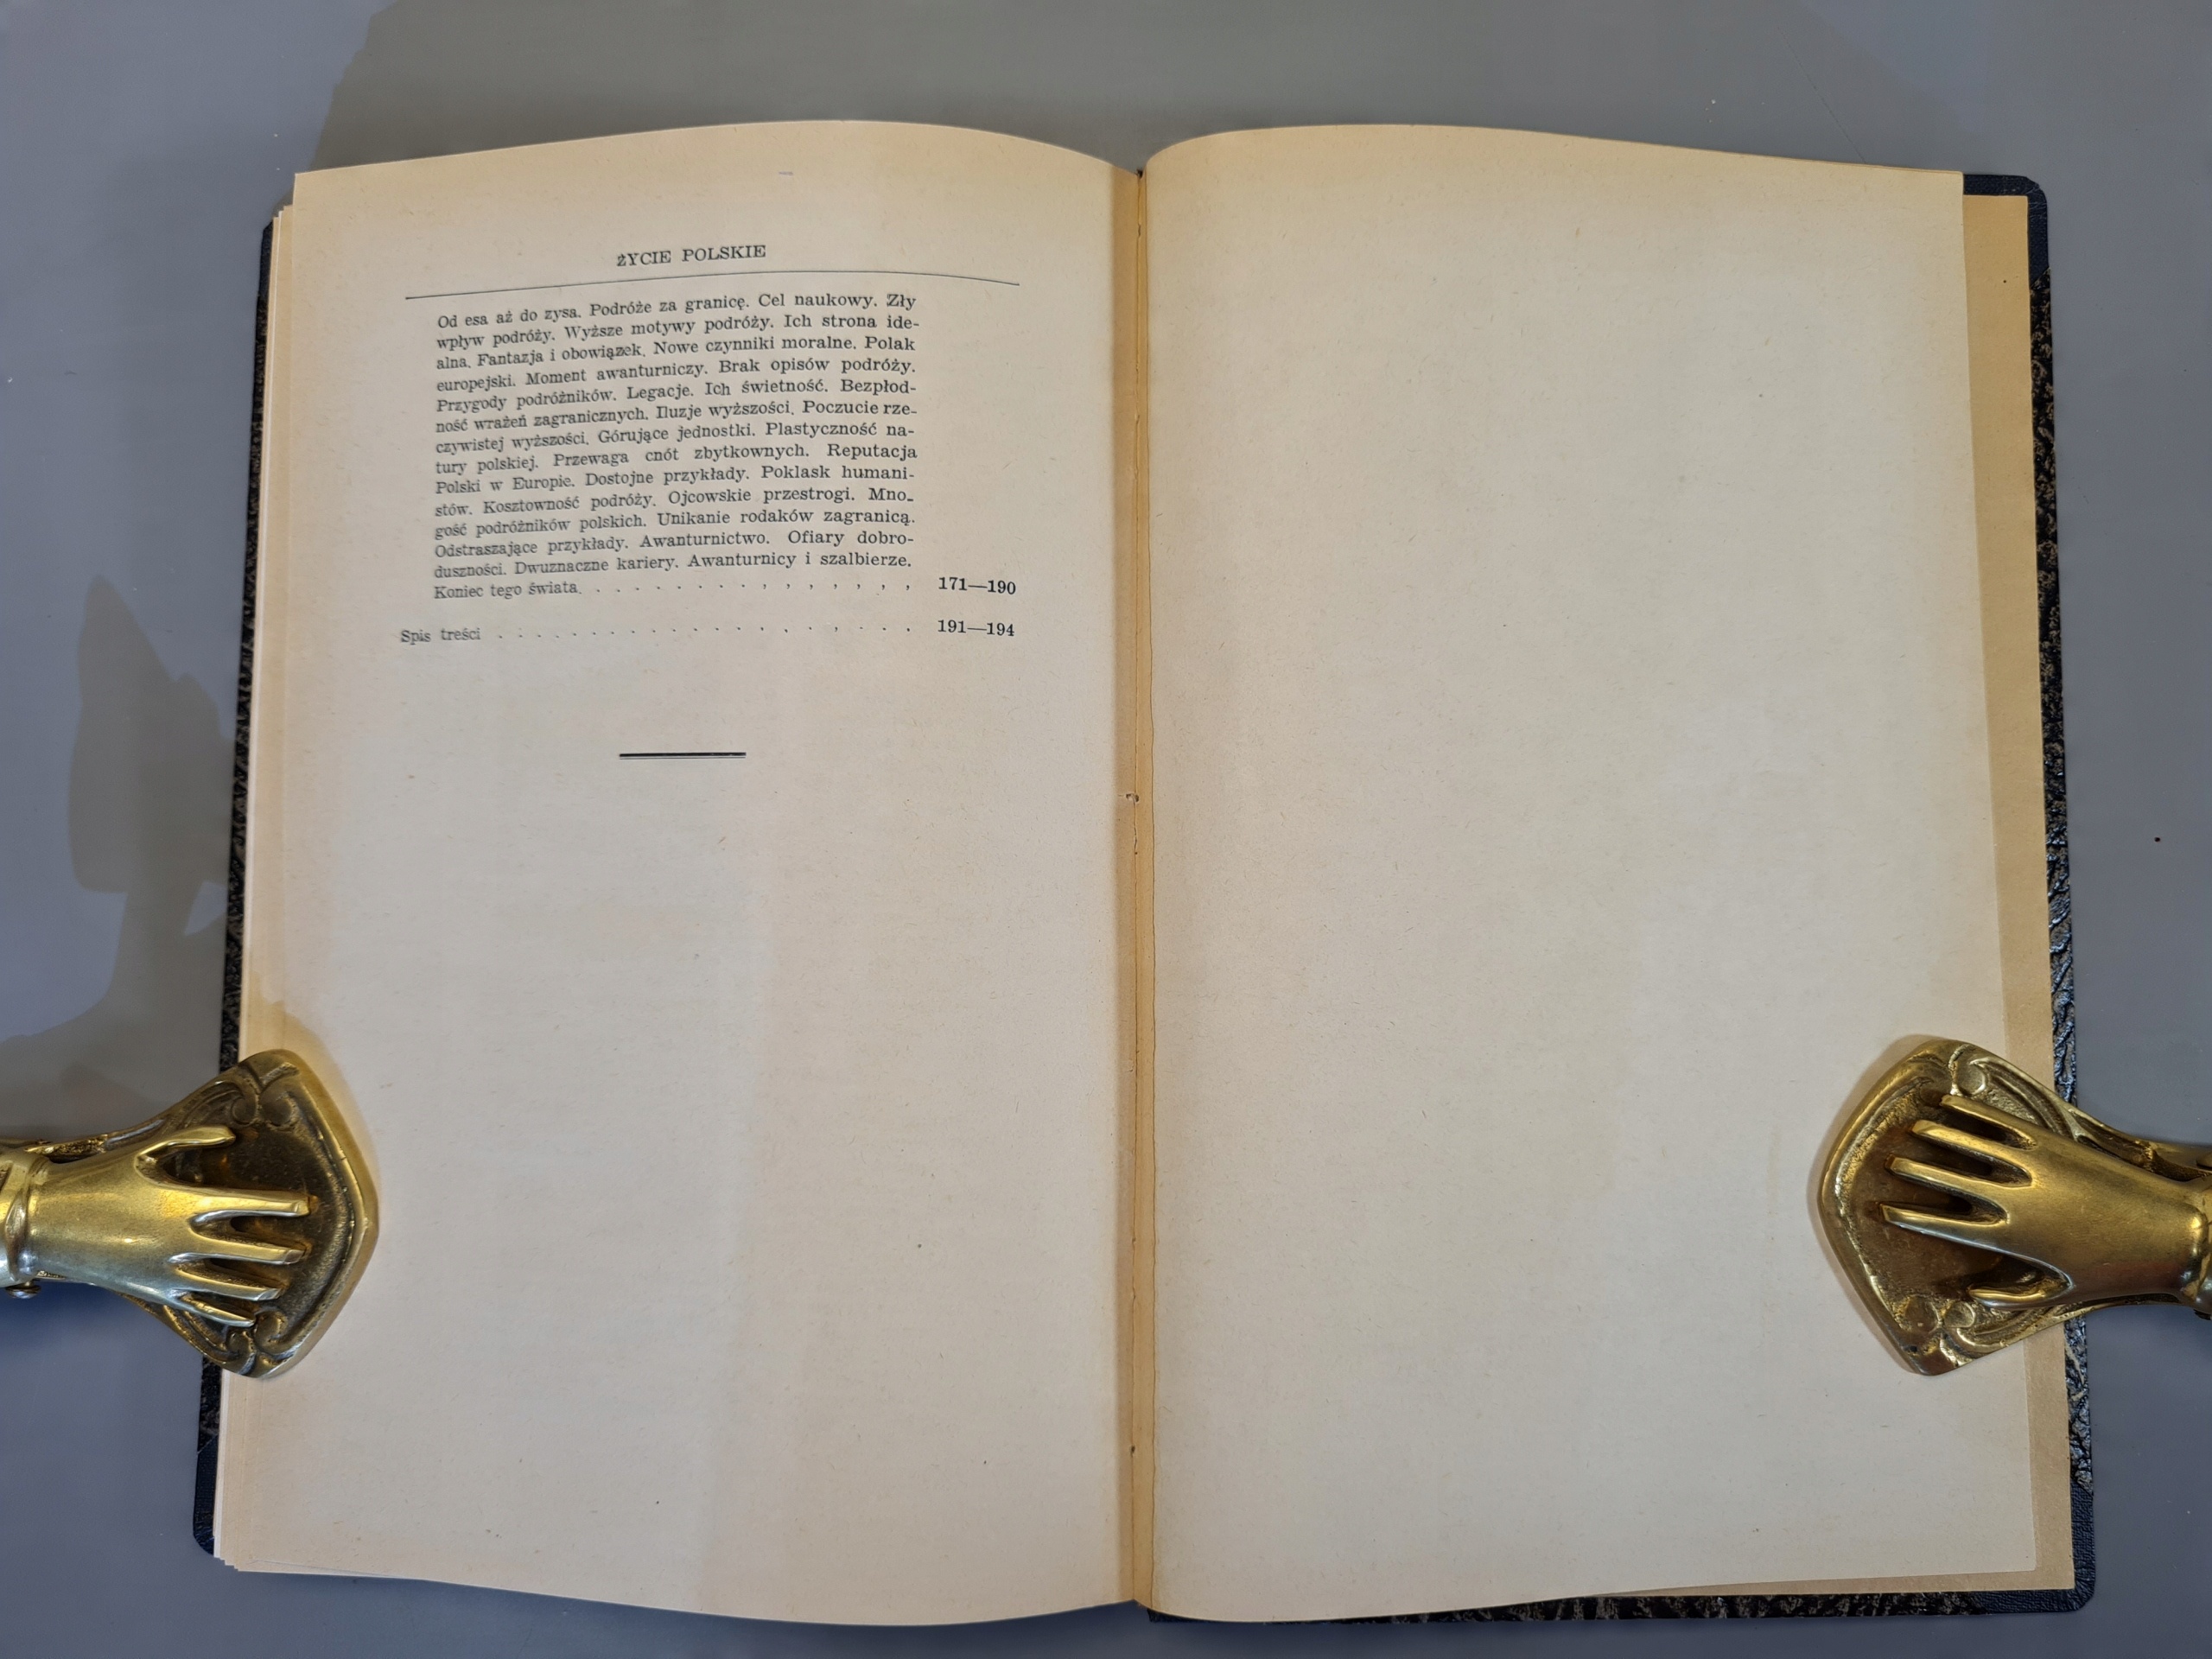 ŻYCIE POLSKIE
Od esa aż do zysa. Podróże za granicę. Cel naukowy. Zły
wpływ podróży. Wyższe motywy podróży. Ich strona ide-
alna. Fantazja i obowiązek. Nowe czynniki moralne. Polak
europejski. Moment awanturniczy. Brak opisów podróży.
Przygody podróżników. Legacje. Ich świetność. Bezpłod-
ność wrażeń zagranicznych. Iluzje wyższości. Poczucie rze-
czywistej wyższości. Górujące jednostki. Plastyczność na-
tury polskiej. Przewaga cnót zbytkownych. Reputacja
Polski w Europie. Dostojne przykłady. Poklask humani-
stów. Kosztowność podróży. Ojcowskie przestrogi. Mno-
gość podróżników polskich. Unikanie rodaków zagranicą.
Odstraszające przykłady. Awanturnictwo. Ofiary dobro-
duszności. Dwuznaczne kariery. Awanturnicy i szalbierze.
Koniec tego świata . . . . . . . . . . . . . 171—190
Spis treści . . . . . . . . . . . . . . . . . . 191—194